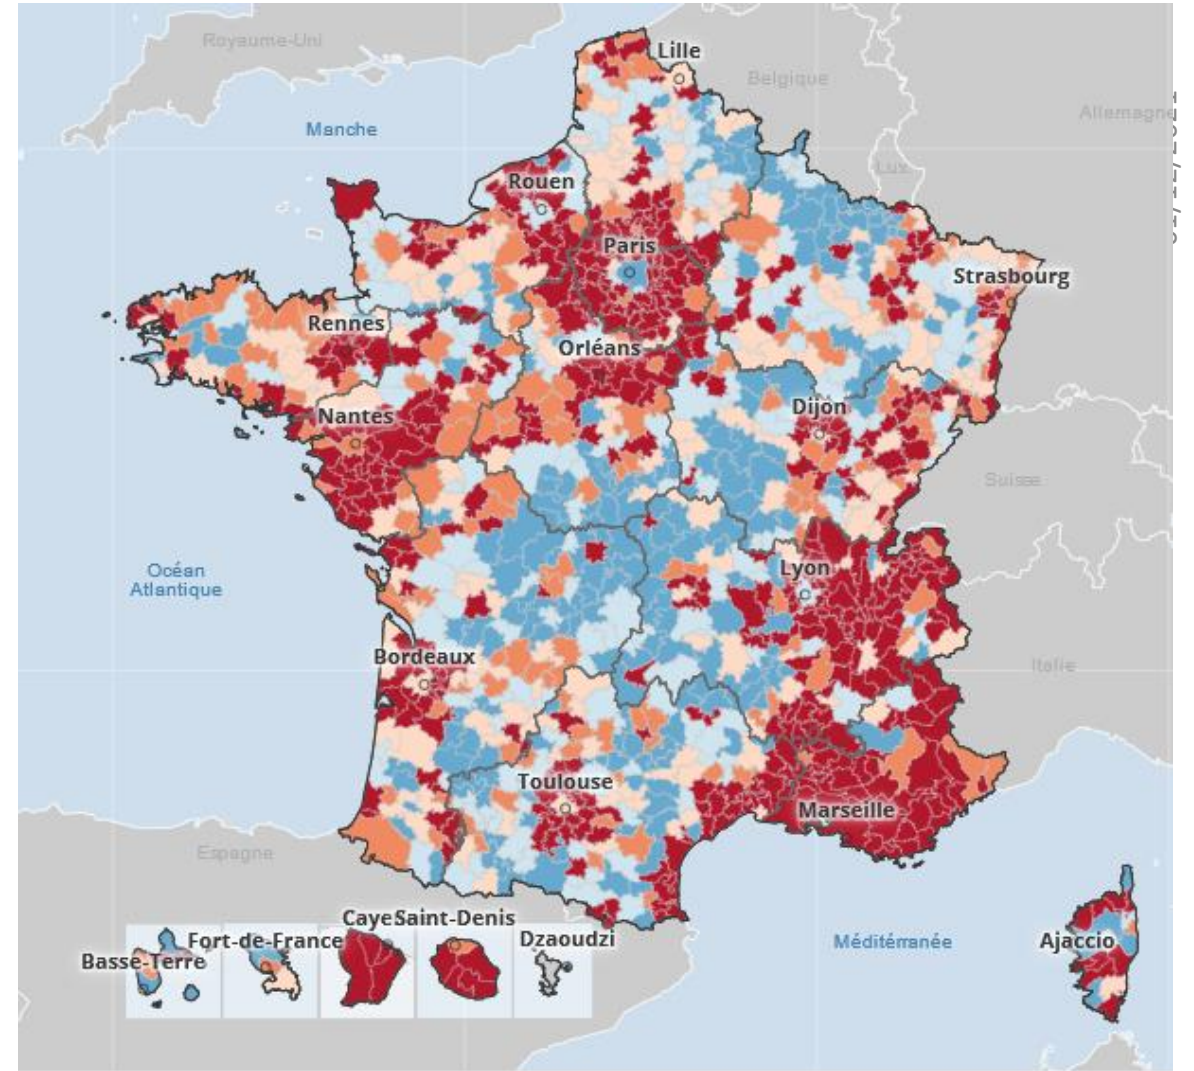 Royaume-Uni
Lille
Belgique
Allemagne
Manche
Lux.
Rouen
Paris
Strasbourg
Rennes
Orléans
Nantes
Dijon
Suisse
Océan
Atlantique
Lyon
Bordeaux
Italie
Toulouse
Marseille
Espagne
Caye
Saint-Denis
Fort-de-France
Dzaoudzi
Basse-Terre
Méditérranée
Ajaccio